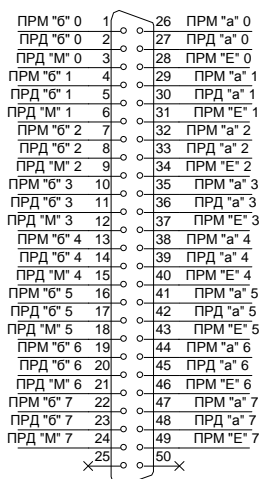 ПРМ "б" 0 1 26 ПРМ "а" 0
ПРД "б" 0 2 27 ПРД "а" 0
ПРД "М" 0 3 28 ПРМ "Е" 0
ПРМ "б" 1 4 29 ПРМ "а" 1
ПРД "б" 1 5 30 ПРД "а" 1
ПРД "М" 1 6 31 ПРМ "Е" 1
ПРМ "б" 2 7 32 ПРМ "а" 2
ПРД "б" 2 8 33 ПРД "а" 2
ПРД "М" 2 9 34 ПРМ "Е" 2
ПРМ "б" 3 10 35 ПРМ "а" 3
ПРД "б" 3 11 36 ПРД "а" 3
ПРД "М" 3 12 37 ПРМ "Е" 3
ПРМ "б" 4 13 38 ПРМ "а" 4
ПРД "б" 4 14 39 ПРД "а" 4
ПРД "М" 4 15 40 ПРМ "Е" 4
ПРМ "б" 5 16 41 ПРМ "а" 5
ПРД "б" 5 17 42 ПРД "а" 5
ПРД "М" 5 18 43 ПРМ "Е" 5
ПРМ "б" 6 19 44 ПРМ "а" 6
ПРД "б" 6 20 45 ПРД "а" 6
ПРД "М" 6 21 46 ПРМ "Е" 6
ПРМ "б" 7 22 47 ПРМ "а" 7
ПРД "б" 7 23 48 ПРД "а" 7
ПРД "М" 7 24 49 ПРМ "Е" 7
25 50